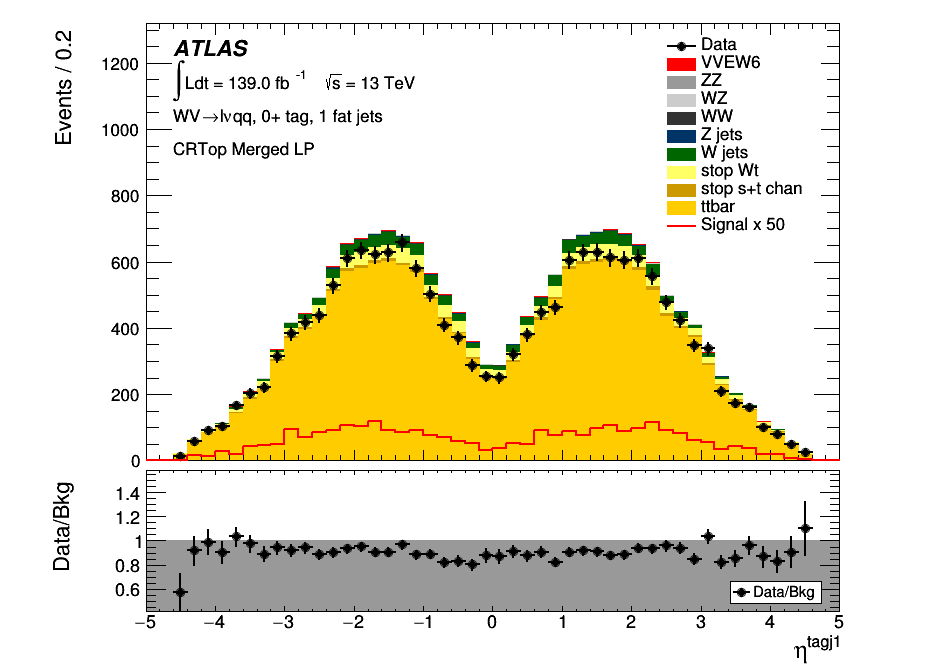 Events / 0.2
1200
1000
800
600
400
200
0
ATLAS
∫Ldt = 139.0 fb⁻¹ √s = 13 TeV
WV→lνqq, 0+ tag, 1 fat jets
CRTop Merged LP
Data
VVEW6
ZZ
WZ
WW
Z jets
W jets
stop Wt
stop s+t chan
ttbar
Signal x 50
Data/Bkg
1.4
1.2
1
0.8
0.6
Data/Bkg
−5 −4 −3 −2 −1 0 1 2 3 4 5
η^tagj1